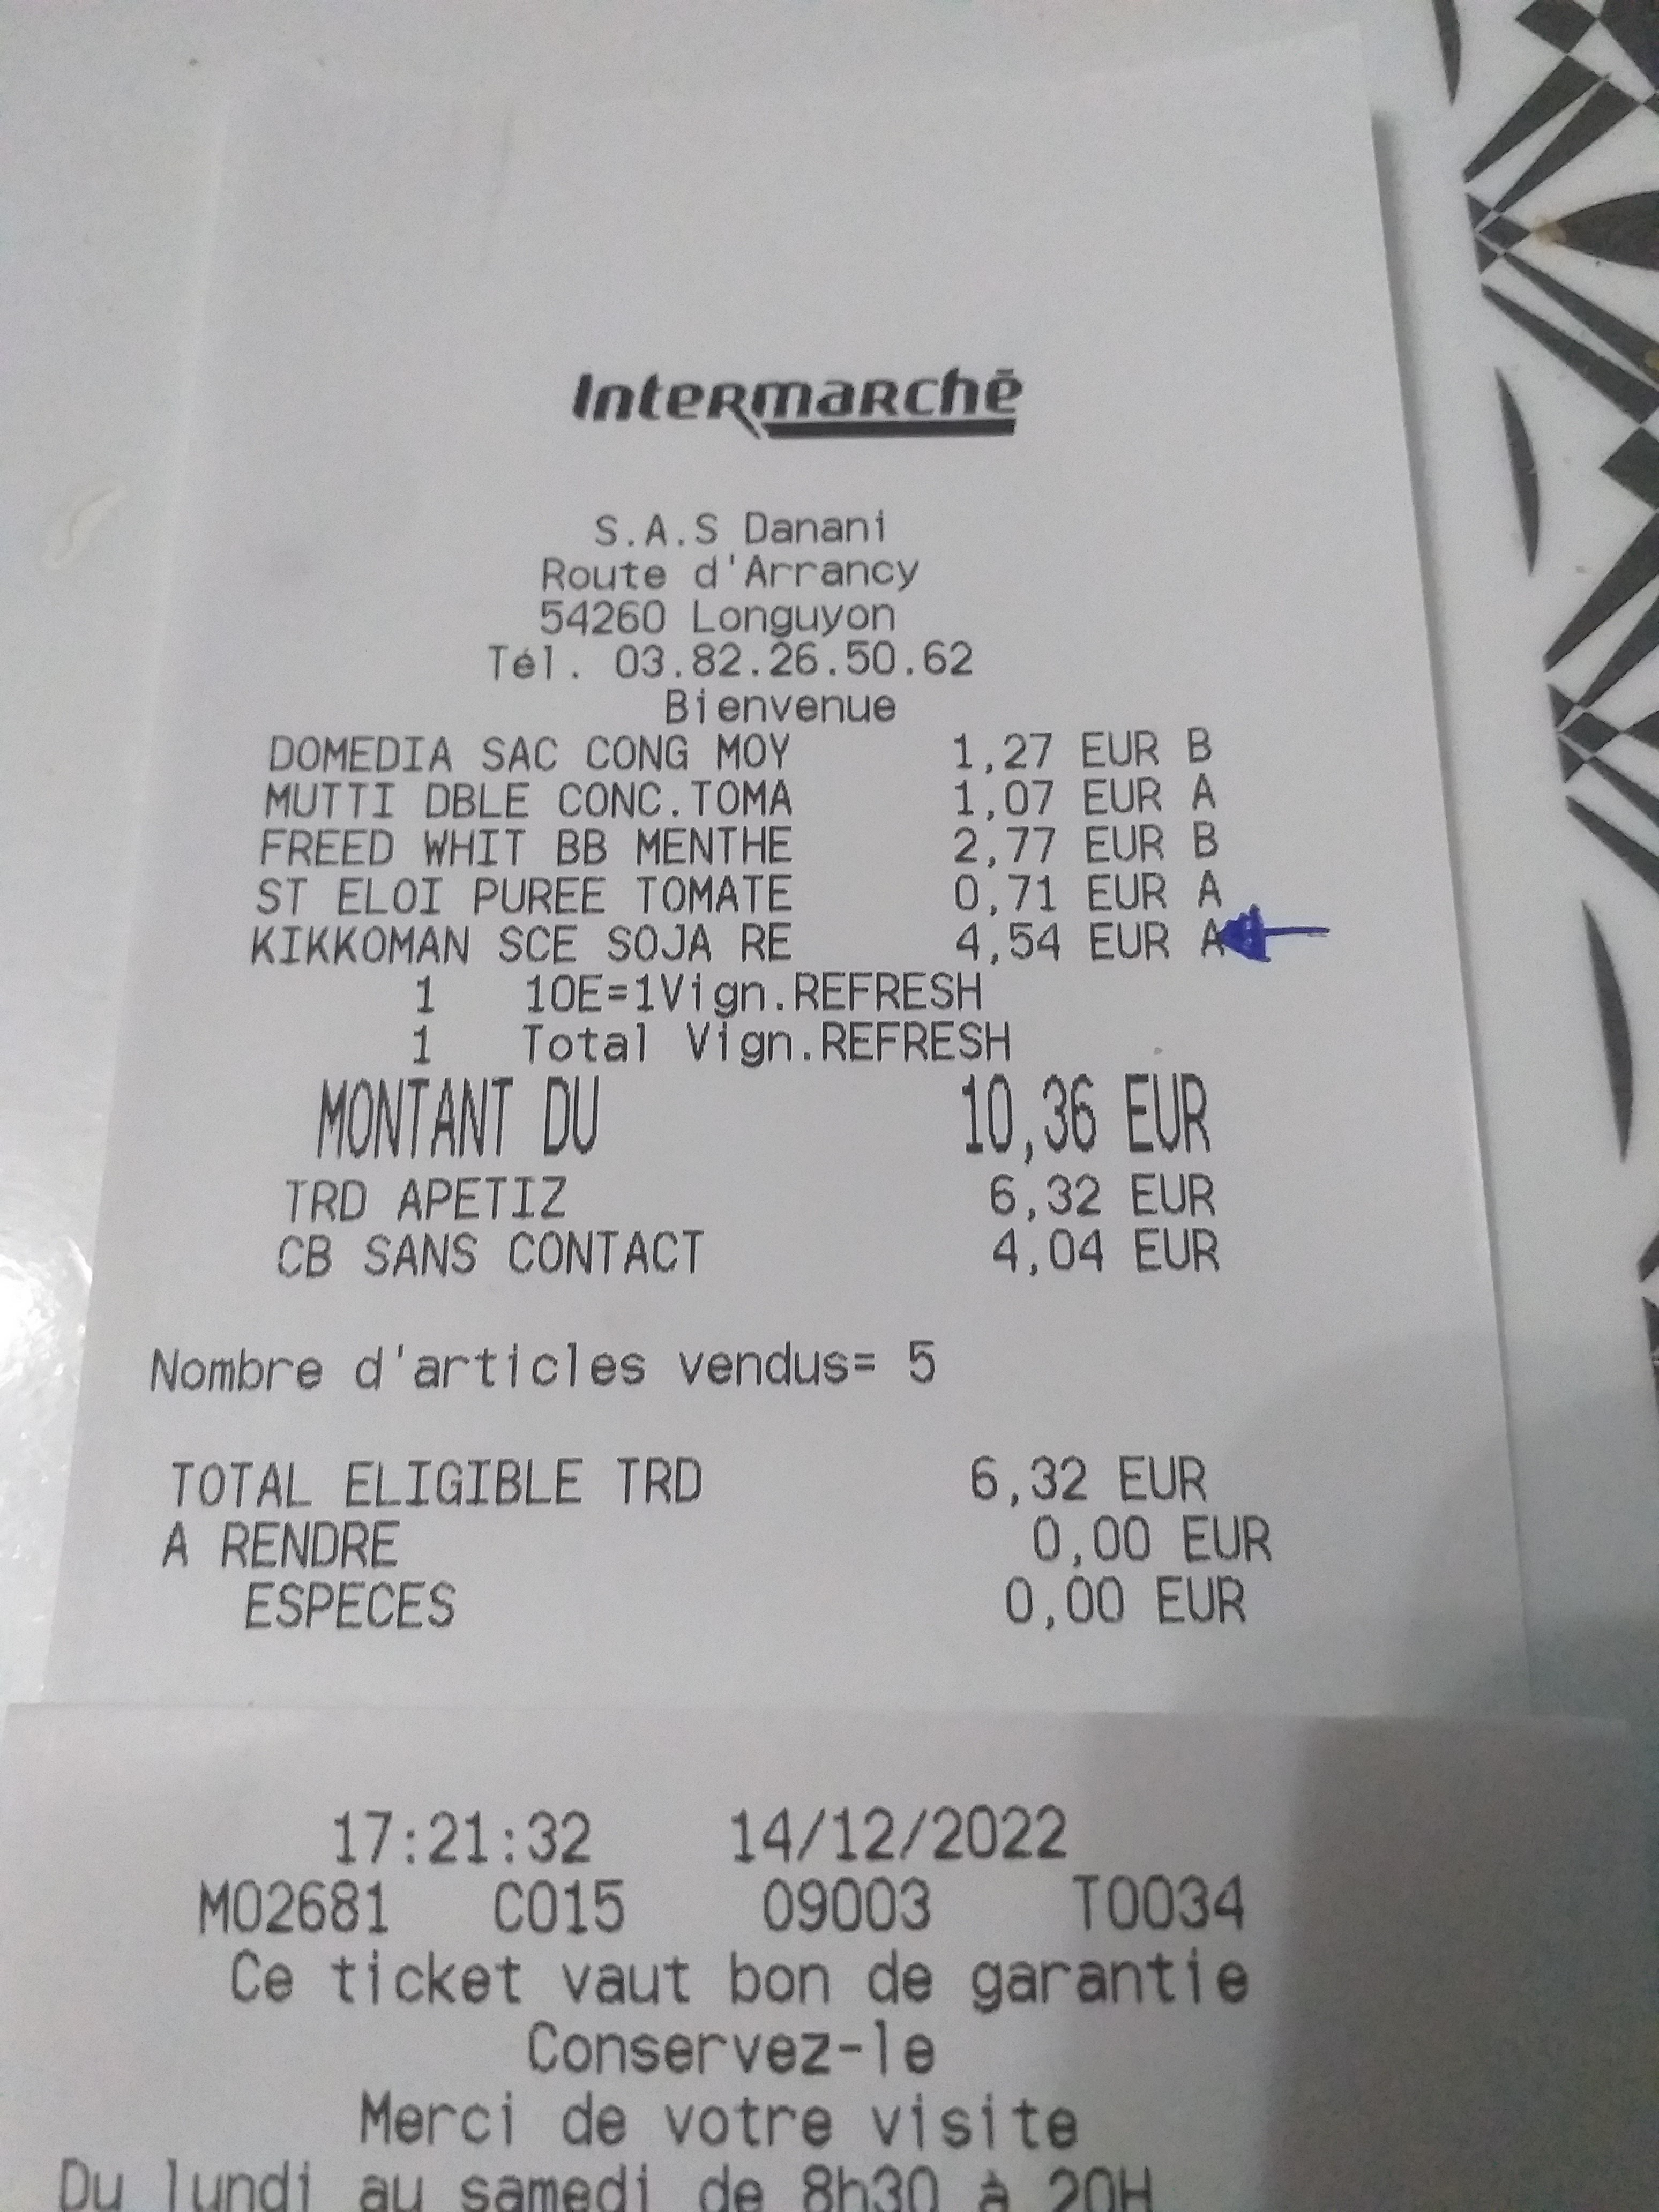 Intermarchē
S.A.S Danani
Route d'Arrancy
54260 Longuyon
Tél. 03.82.26.50.62
Bienvenue
DOMEDIA SAC CONG MOY 1,27 EUR B
MUTTI DBLE CONC.TOMA 1,07 EUR A
FREED WHIT BB MENTHE 2,77 EUR B
ST ELOI PUREE TOMATE 0,71 EUR A
KIKKOMAN SCE SOJA RE 4,54 EUR A
1 10E=1Vign.REFRESH
1 Total Vign.REFRESH
MONTANT DU 10,36 EUR
TRD APETIZ 6,32 EUR
CB SANS CONTACT 4,04 EUR
Nombre d'articles vendus= 5
TOTAL ELIGIBLE TRD 6,32 EUR
A RENDRE 0,00 EUR
ESPECES 0,00 EUR
17:21:32 14/12/2022
M02681 C015 09003 T0034
Ce ticket vaut bon de garantie
Conservez-le
Merci de votre visite
Du lundi au samedi de 8h30 à 20H